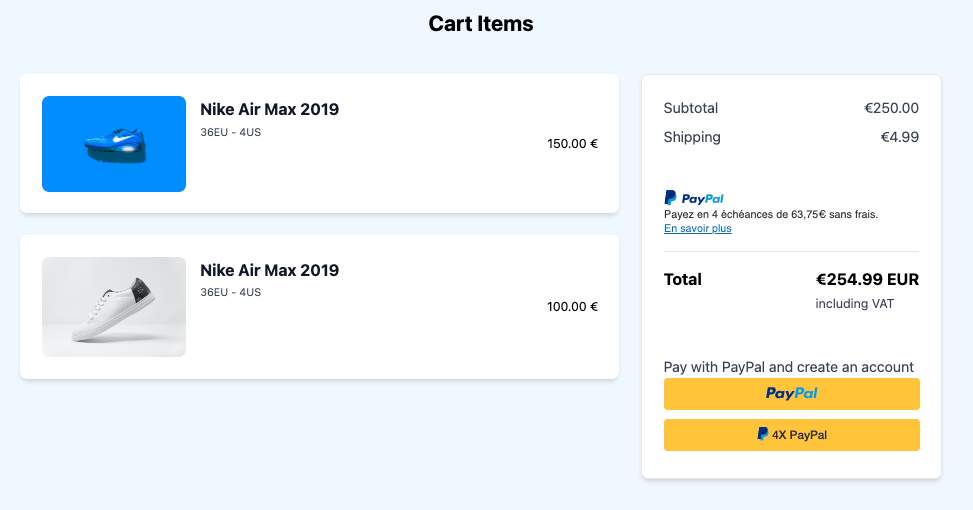 Cart Items
Nike Air Max 2019
36EU - 4US
150.00 €
Nike Air Max 2019
36EU - 4US
100.00 €
Subtotal €250.00
Shipping €4.99
PayPal
Payez en 4 échéances de 63,75€ sans frais.
En savoir plus
Total €254.99 EUR
including VAT
Pay with PayPal and create an account
PayPal
4X PayPal